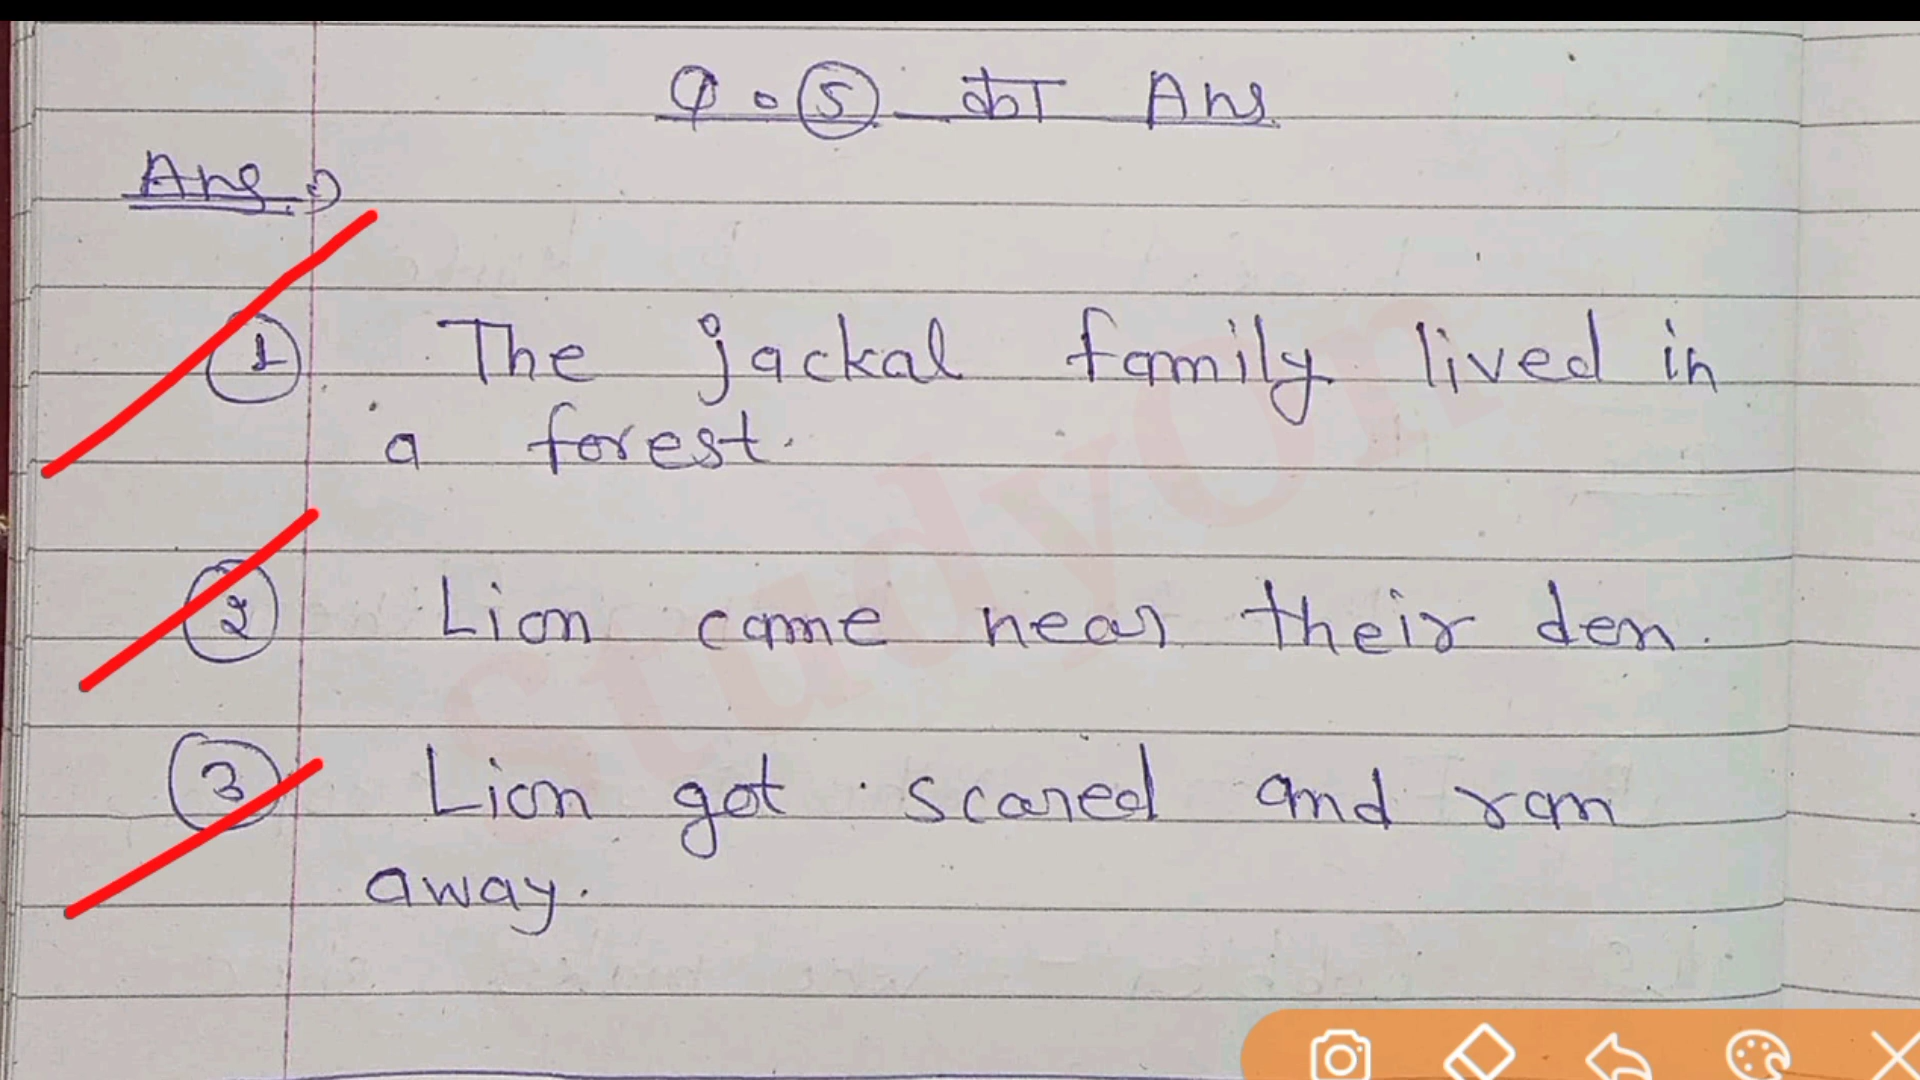 Q. 5 का Ans.
Ans.→
1 The jackal family lived in
a forest.
2 Lion came near their den.
3 Lion got scared and ran
away.
studyon